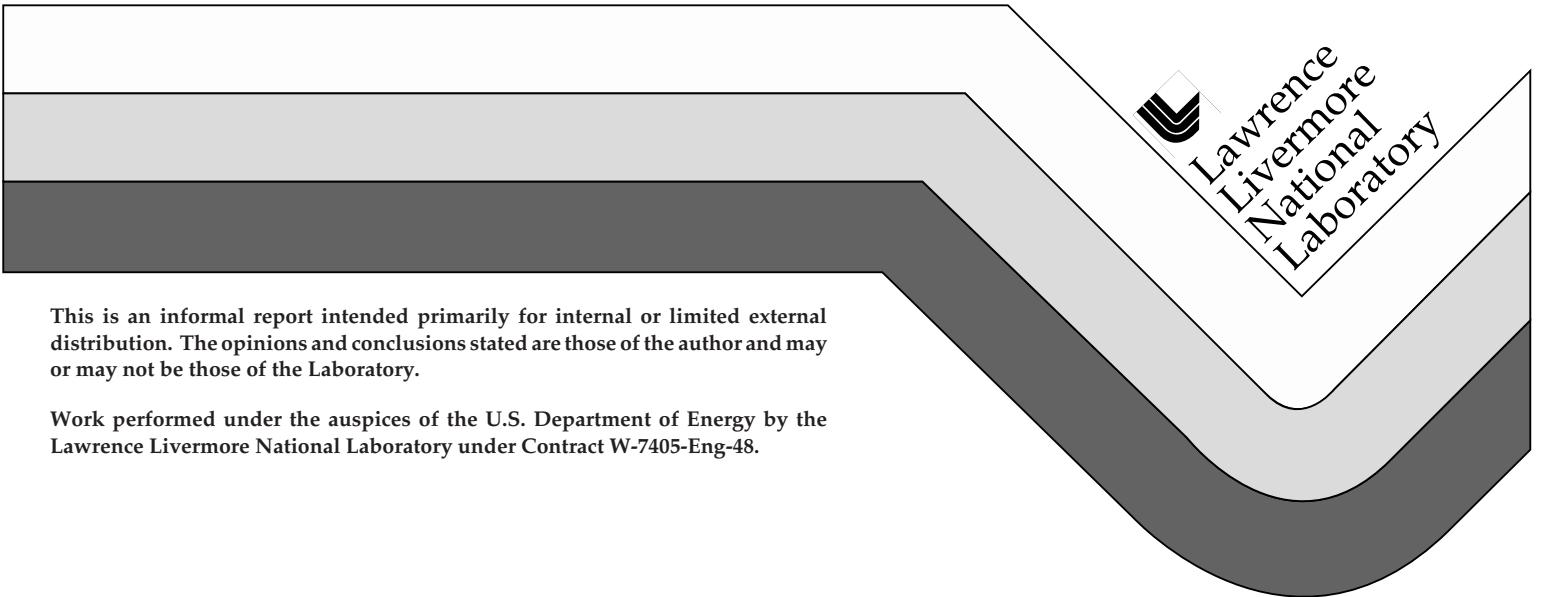 Lawrence
Livermore
National
Laboratory
This is an informal report intended primarily for internal or limited external
distribution. The opinions and conclusions stated are those of the author and may
or may not be those of the Laboratory.
Work performed under the auspices of the U.S. Department of Energy by the
Lawrence Livermore National Laboratory under Contract W-7405-Eng-48.